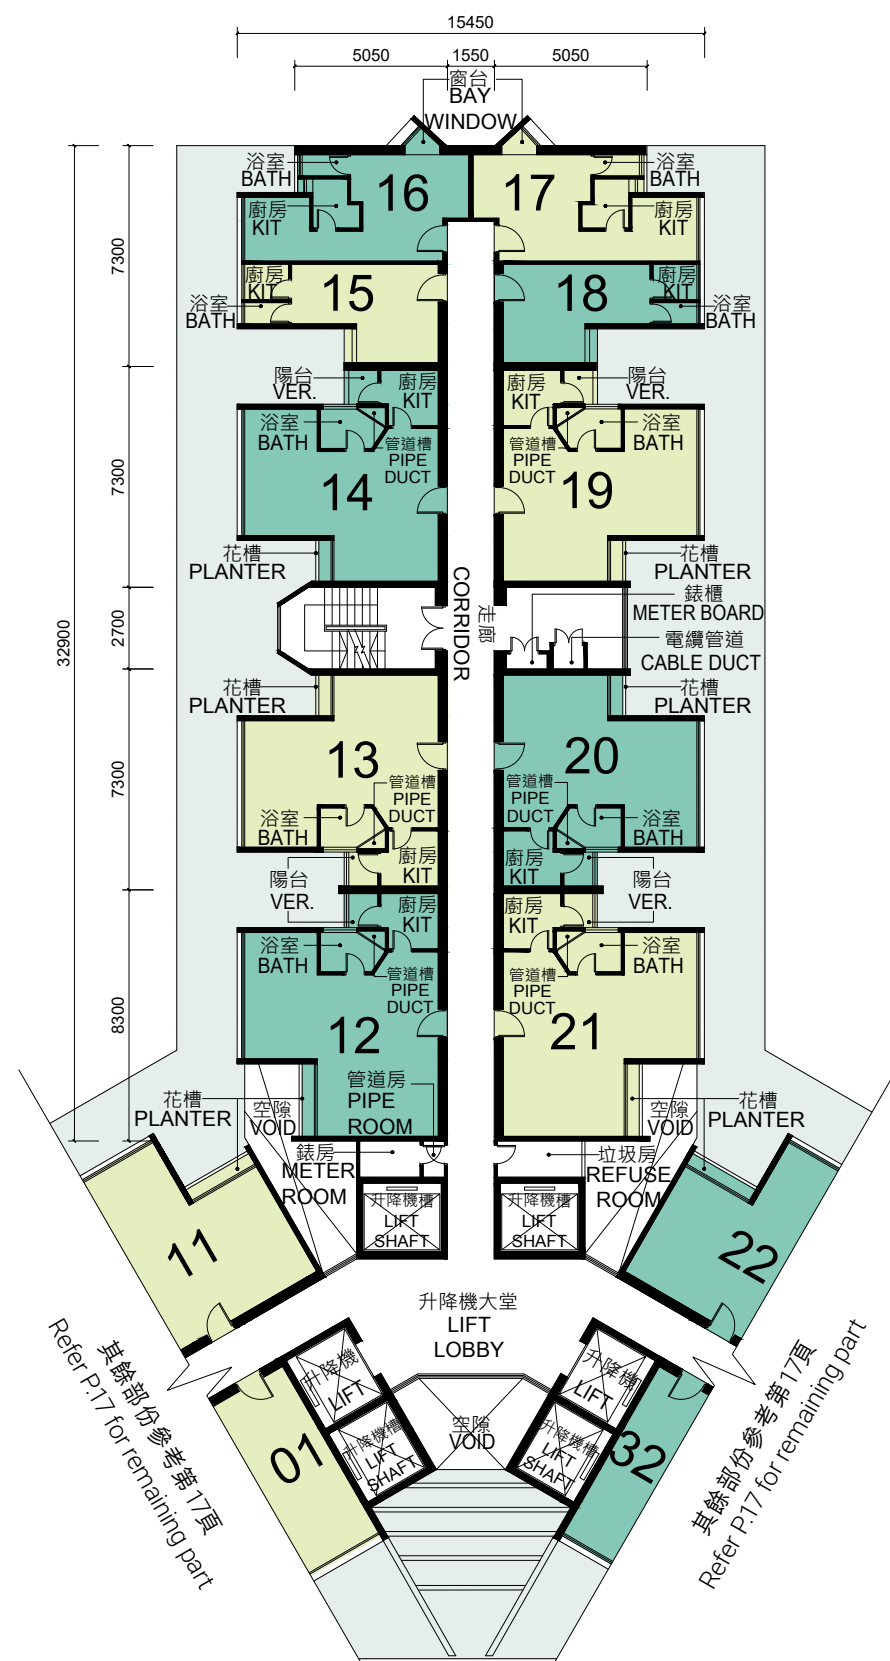 15450
5050
1550
5050
窗台
BAY
WINDOW
浴室
BATH
16
17
浴室
BATH
廚房
KIT
廚房
KIT
7300
廚房
KIT
15
18
廚房
KIT
浴室
BATH
浴室
BATH
陽台
VER.
廚房
KIT
廚房
KIT
陽台
VER.
浴室
BATH
管道槽
PIPE
DUCT
管道槽
PIPE
DUCT
浴室
BATH
7300
14
19
花槽
PLANTER
花槽
PLANTER
走廊
CORRIDOR
錶櫃
METER BOARD
電纜管道
CABLE DUCT
2700
32900
花槽
PLANTER
花槽
PLANTER
13
20
7300
管道槽
PIPE
DUCT
管道槽
PIPE
DUCT
浴室
BATH
浴室
BATH
廚房
KIT
廚房
KIT
陽台
VER.
陽台
VER.
廚房
KIT
廚房
KIT
浴室
BATH
浴室
BATH
管道槽
PIPE
DUCT
管道槽
PIPE
DUCT
8300
12
21
管道房
PIPE
ROOM
花槽
PLANTER
空隙
VOID
空隙
VOID
花槽
PLANTER
錶房
METER
ROOM
垃圾房
REFUSE
ROOM
升降機槽
LIFT
SHAFT
升降機槽
LIFT
SHAFT
11
22
升降機大堂
LIFT
LOBBY
升降機
LIFT
升降機
LIFT
空隙
VOID
升降機槽
LIFT
SHAFT
升降機槽
LIFT
SHAFT
01
32
其餘部份參考第17頁
Refer P.17 for remaining part
其餘部份參考第17頁
Refer P.17 for remaining part